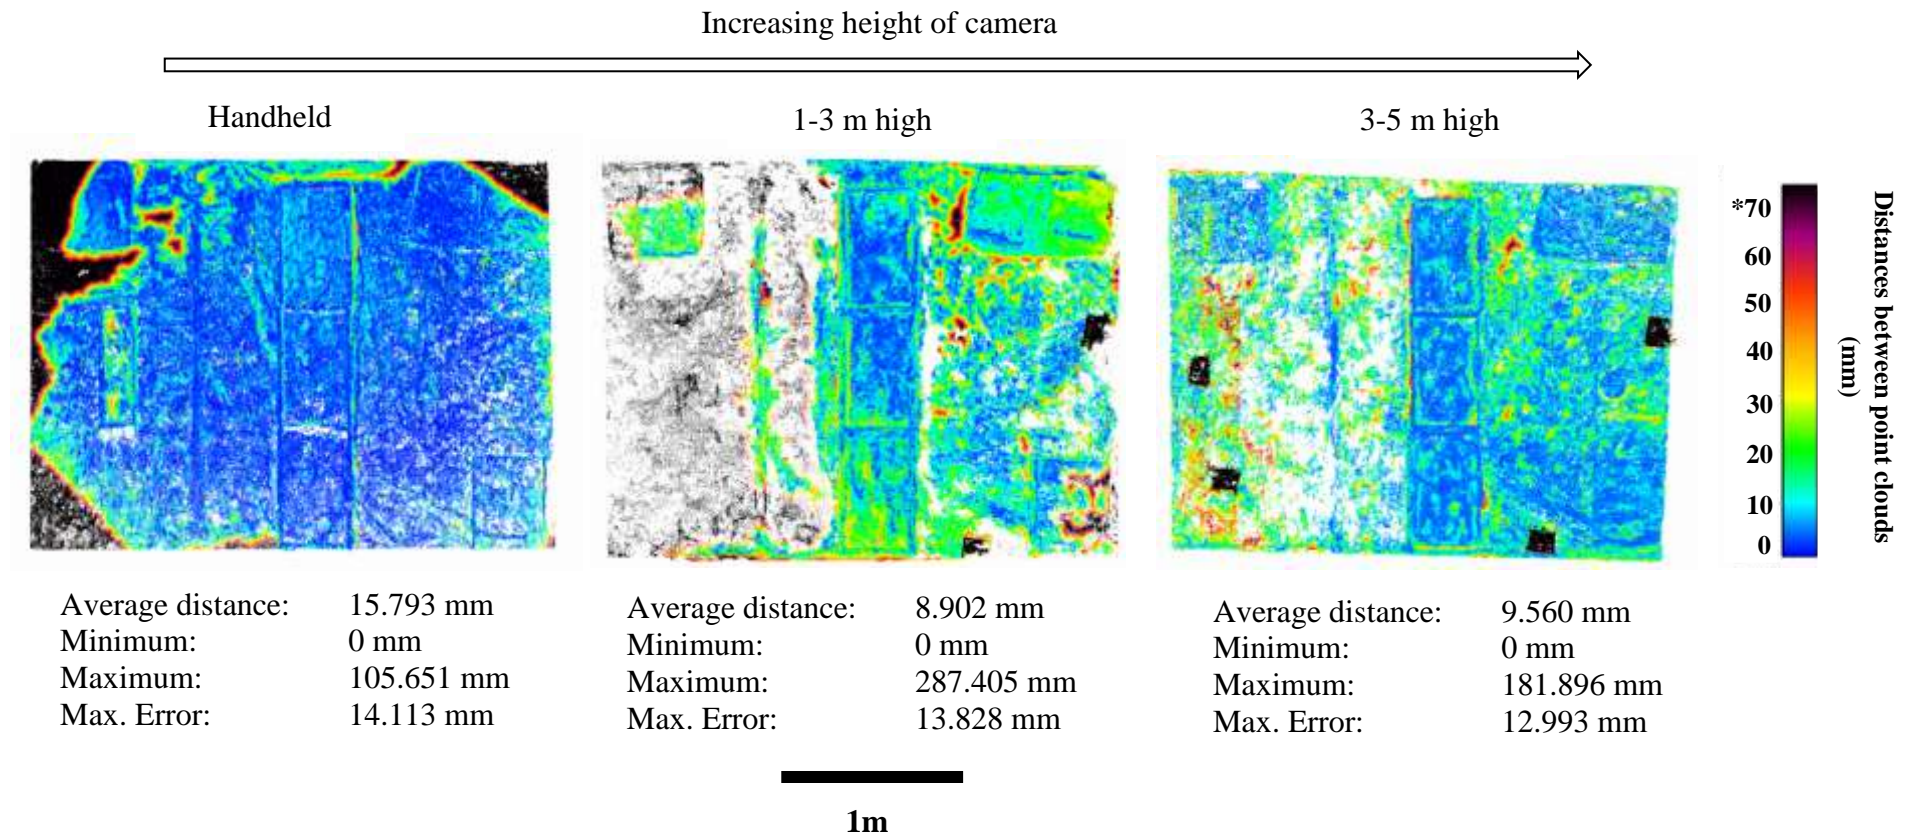 Increasing height of camera
Handheld
1-3 m high
3-5 m high
*70
60
50
40
30
20
10
0
Distances between point clouds
(mm)
Average distance: 15.793 mm
Minimum: 0 mm
Maximum: 105.651 mm
Max. Error: 14.113 mm
Average distance: 8.902 mm
Minimum: 0 mm
Maximum: 287.405 mm
Max. Error: 13.828 mm
Average distance: 9.560 mm
Minimum: 0 mm
Maximum: 181.896 mm
Max. Error: 12.993 mm
1m